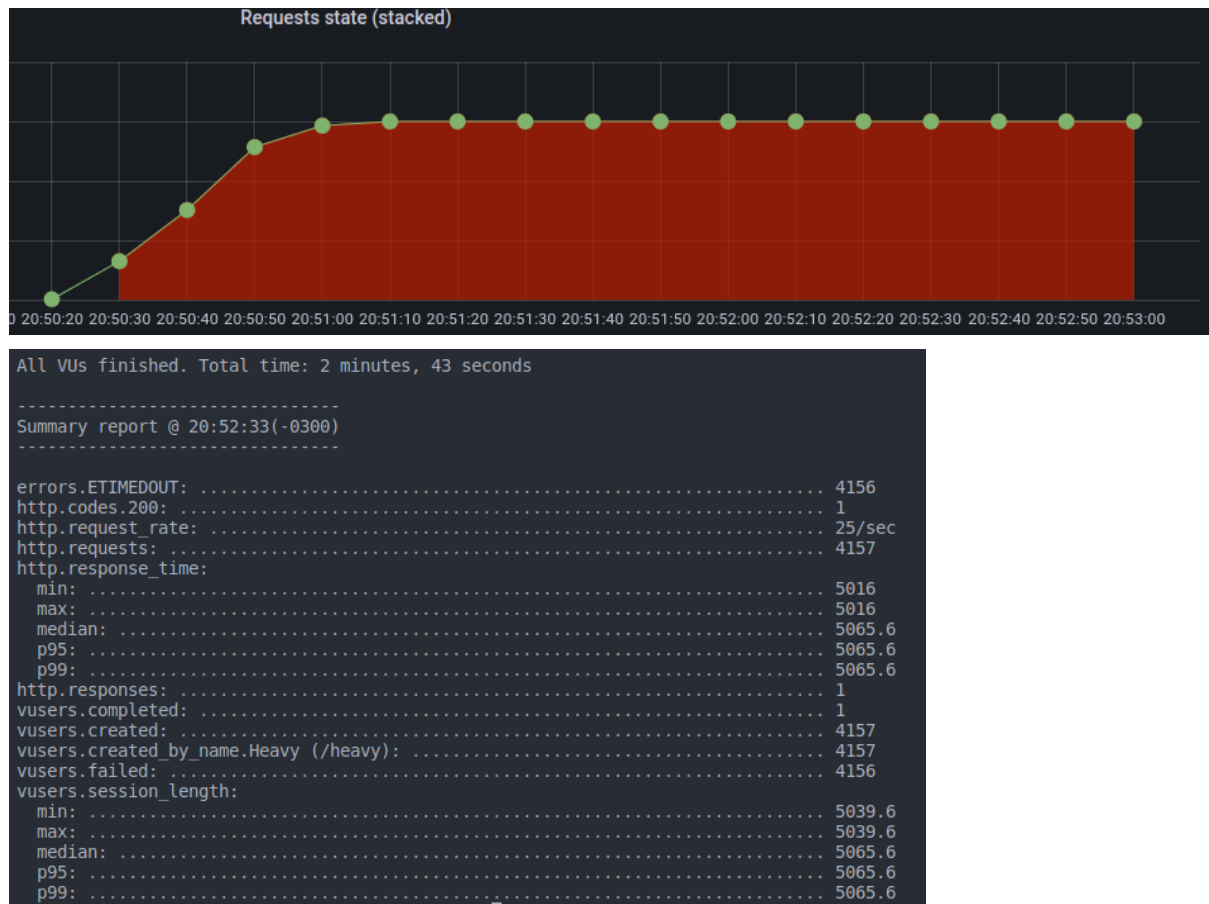 Requests state (stacked)
0 20:50:20 20:50:30 20:50:40 20:50:50 20:51:00 20:51:10 20:51:20 20:51:30 20:51:40 20:51:50 20:52:00 20:52:10 20:52:20 20:52:30 20:52:40 20:52:50 20:53:00
All VUs finished. Total time: 2 minutes, 43 seconds
--------------------------------
Summary report @ 20:52:33(-0300)
--------------------------------
errors.ETIMEDOUT: .............................................................. 4156
http.codes.200: ................................................................ 1
http.request_rate: ............................................................. 25/sec
http.requests: ................................................................. 4157
http.response_time:
  min: ......................................................................... 5016
  max: ......................................................................... 5016
  median: ...................................................................... 5065.6
  p95: ......................................................................... 5065.6
  p99: ......................................................................... 5065.6
http.responses: ................................................................ 1
vusers.completed: .............................................................. 1
vusers.created: ................................................................ 4157
vusers.created_by_name.Heavy (/heavy): ......................................... 4157
vusers.failed: ................................................................. 4156
vusers.session_length:
  min: ......................................................................... 5039.6
  max: ......................................................................... 5039.6
  median: ...................................................................... 5065.6
  p95: ......................................................................... 5065.6
  p99: ......................................................................... 5065.6